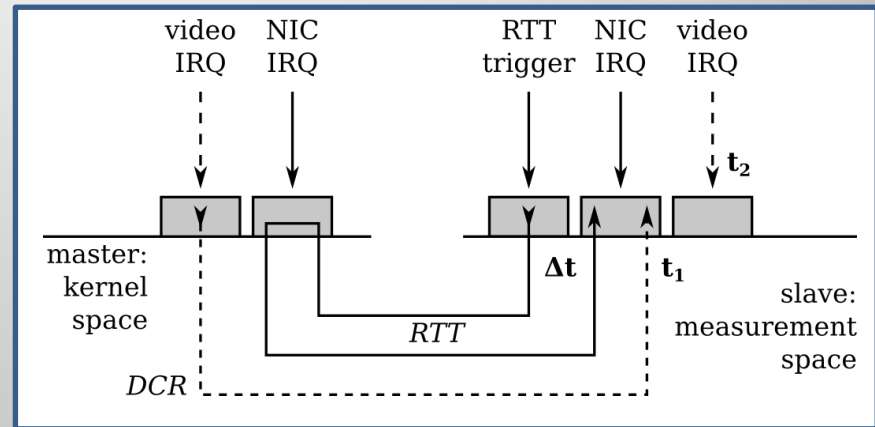 video
IRQ
NIC
IRQ
RTT
trigger
NIC
IRQ
video
IRQ
t2
master:
kernel
space
Δt
t1
slave:
measurement
space
RTT
DCR